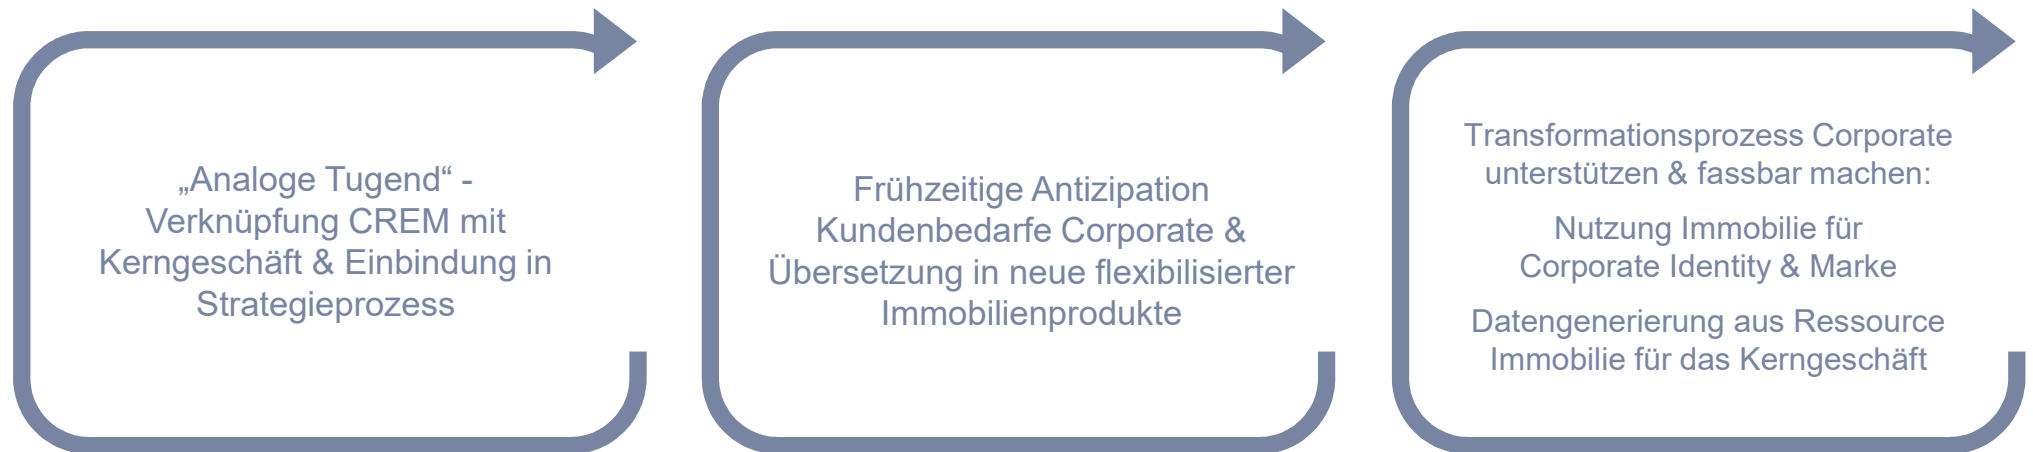 „Analoge Tugend“ -
Verknüpfung CREM mit
Kerngeschäft & Einbindung in
Strategieprozess
Frühzeitige Antizipation
Kundenbedarfe Corporate &
Übersetzung in neue flexibilisierter
Immobilienprodukte
Transformationsprozess Corporate
unterstützen & fassbar machen:
Nutzung Immobilie für
Corporate Identity & Marke
Datengenerierung aus Ressource
Immobilie für das Kerngeschäft